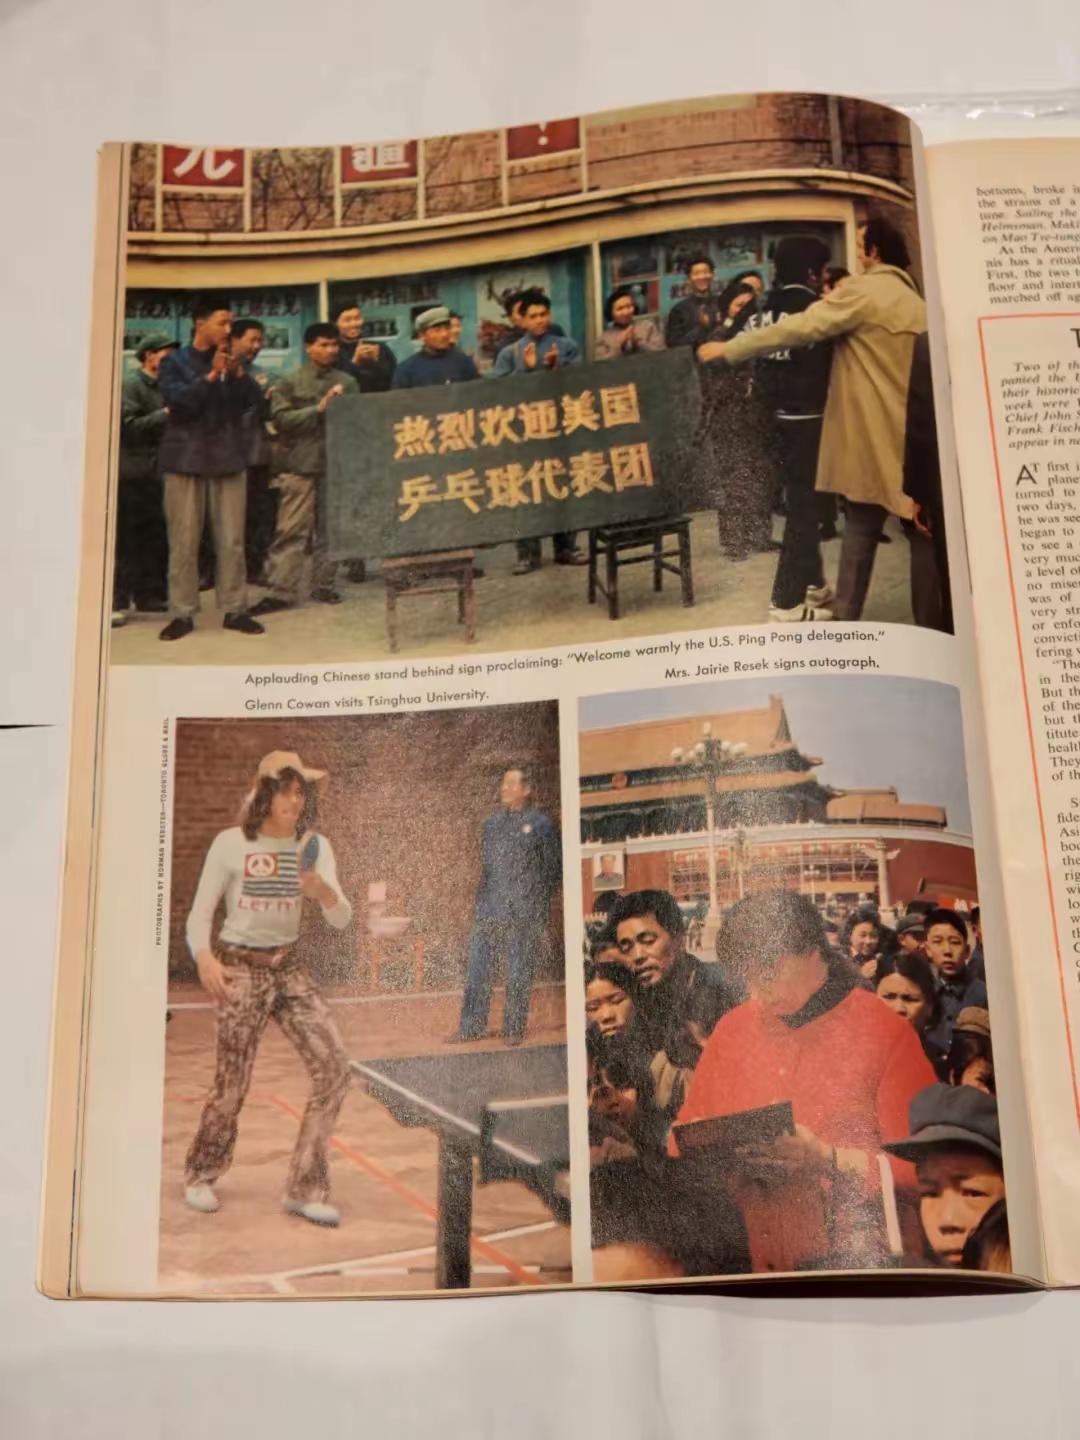 无 疆 !
热烈欢迎美国
乒乓球代表团
Applauding Chinese stand behind sign proclaiming: “Welcome warmly the U.S. Ping Pong delegation.”
Glenn Cowan visits Tsinghua University.
Mrs. Jairie Resek signs autograph.
PHOTOGRAPHS BY NORMAN WEBSTER—TORONTO GLOBE & MAIL
LET IT
bottoms, broke
the strains of a
tune. Sailing the
Helmsman, Maki
on Mao Tse-tung
As the Amer
nis has a ritual
First, the two
floor and inter
marched off
Two of th
panied the U
their historic
week were
Chief John S
Frank Fisch
appear in
AT first
plane
turned to
two days,
he was see
began to
to see a
very muc
a level of
no mise
was of
very str
or enfo
convicti
fering
“The
in the
But th
of the
but th
titute
healt
They
of th
S
fide
Asi
boo
the
rig
wi
lo